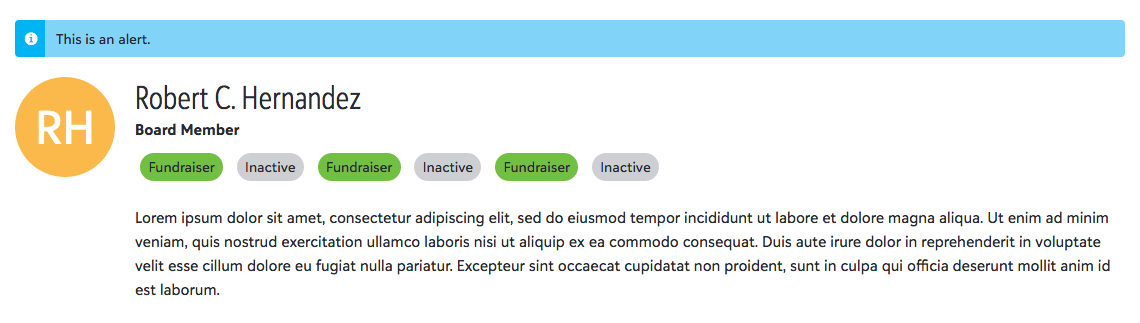 This is an alert.
RH
Robert C. Hernandez
Board Member
Fundraiser Inactive Fundraiser Inactive Fundraiser Inactive
Lorem ipsum dolor sit amet, consectetur adipiscing elit, sed do eiusmod tempor incididunt ut labore et dolore magna aliqua. Ut enim ad minim
veniam, quis nostrud exercitation ullamco laboris nisi ut aliquip ex ea commodo consequat. Duis aute irure dolor in reprehenderit in voluptate
velit esse cillum dolore eu fugiat nulla pariatur. Excepteur sint occaecat cupidatat non proident, sunt in culpa qui officia deserunt mollit anim id
est laborum.